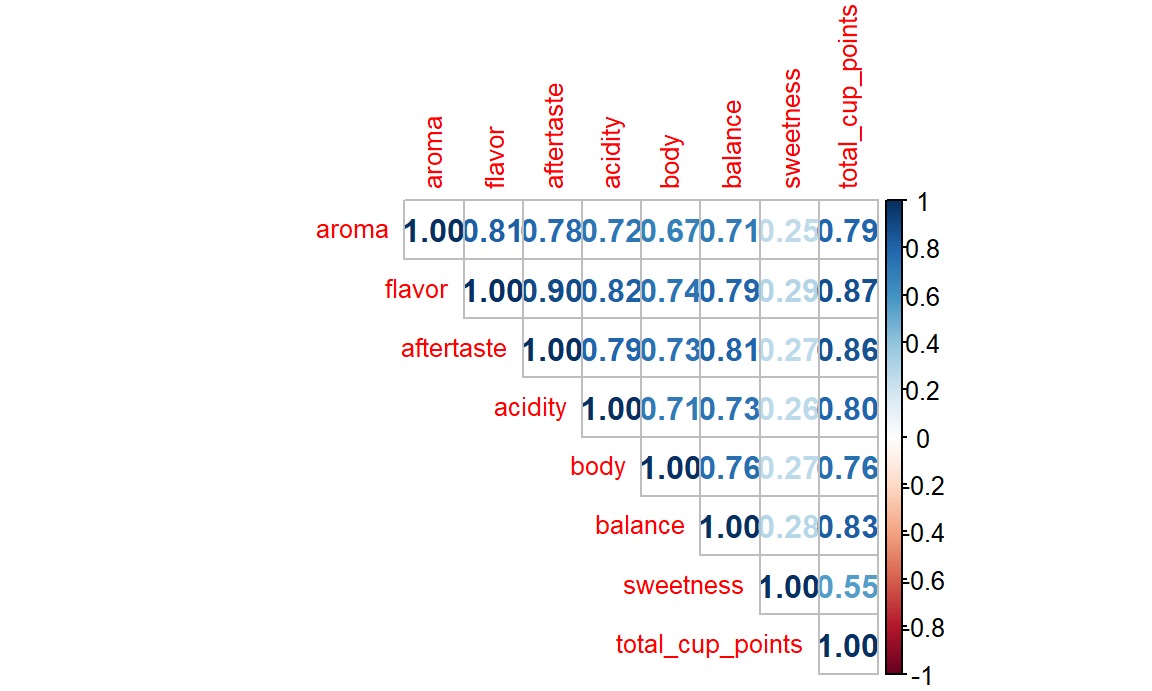 aroma flavor aftertaste acidity body balance sweetness total_cup_points
aroma 1.00 0.81 0.78 0.72 0.67 0.71 0.25 0.79
flavor 1.00 0.90 0.82 0.74 0.79 0.29 0.87
aftertaste 1.00 0.79 0.73 0.81 0.27 0.86
acidity 1.00 0.71 0.73 0.26 0.80
body 1.00 0.76 0.27 0.76
balance 1.00 0.28 0.83
sweetness 1.00 0.55
total_cup_points 1.00
1
0.8
0.6
0.4
0.2
0
-0.2
-0.4
-0.6
-0.8
-1